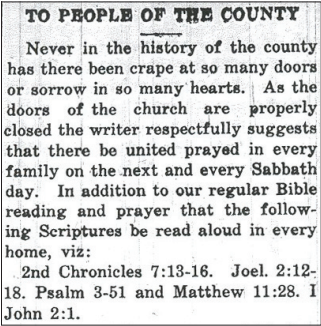 TO PEOPLE OF THE COUNTY
Never in the history of the county
has there been crape at so many doors
or sorrow in so many hearts. As the
doors of the church are properly
closed the writer respectfully suggests
that there be united prayed in every
family on the next and every Sabbath
day. In addition to our regular Bible
reading and prayer that the follow-
ing Scriptures be read aloud in every
home, viz:
2nd Chronicles 7:13-16. Joel. 2:12-
18. Psalm 3-51 and Matthew 11:28. I
John 2:1.